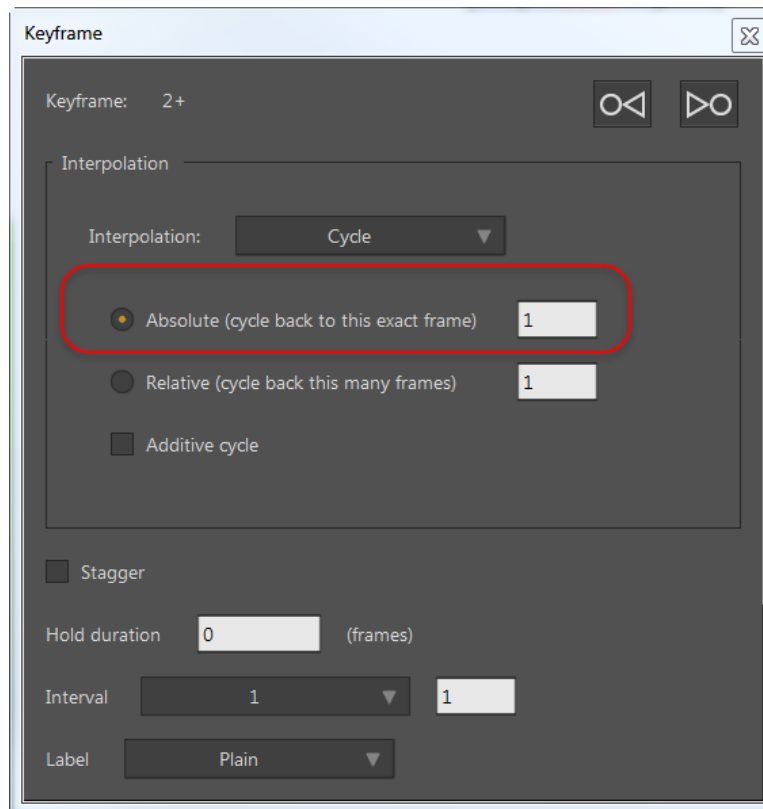 Keyframe
Keyframe: 2+
Interpolation
Interpolation: Cycle
Absolute (cycle back to this exact frame) 1
Relative (cycle back this many frames) 1
Additive cycle
Stagger
Hold duration 0 (frames)
Interval 1 1
Label Plain